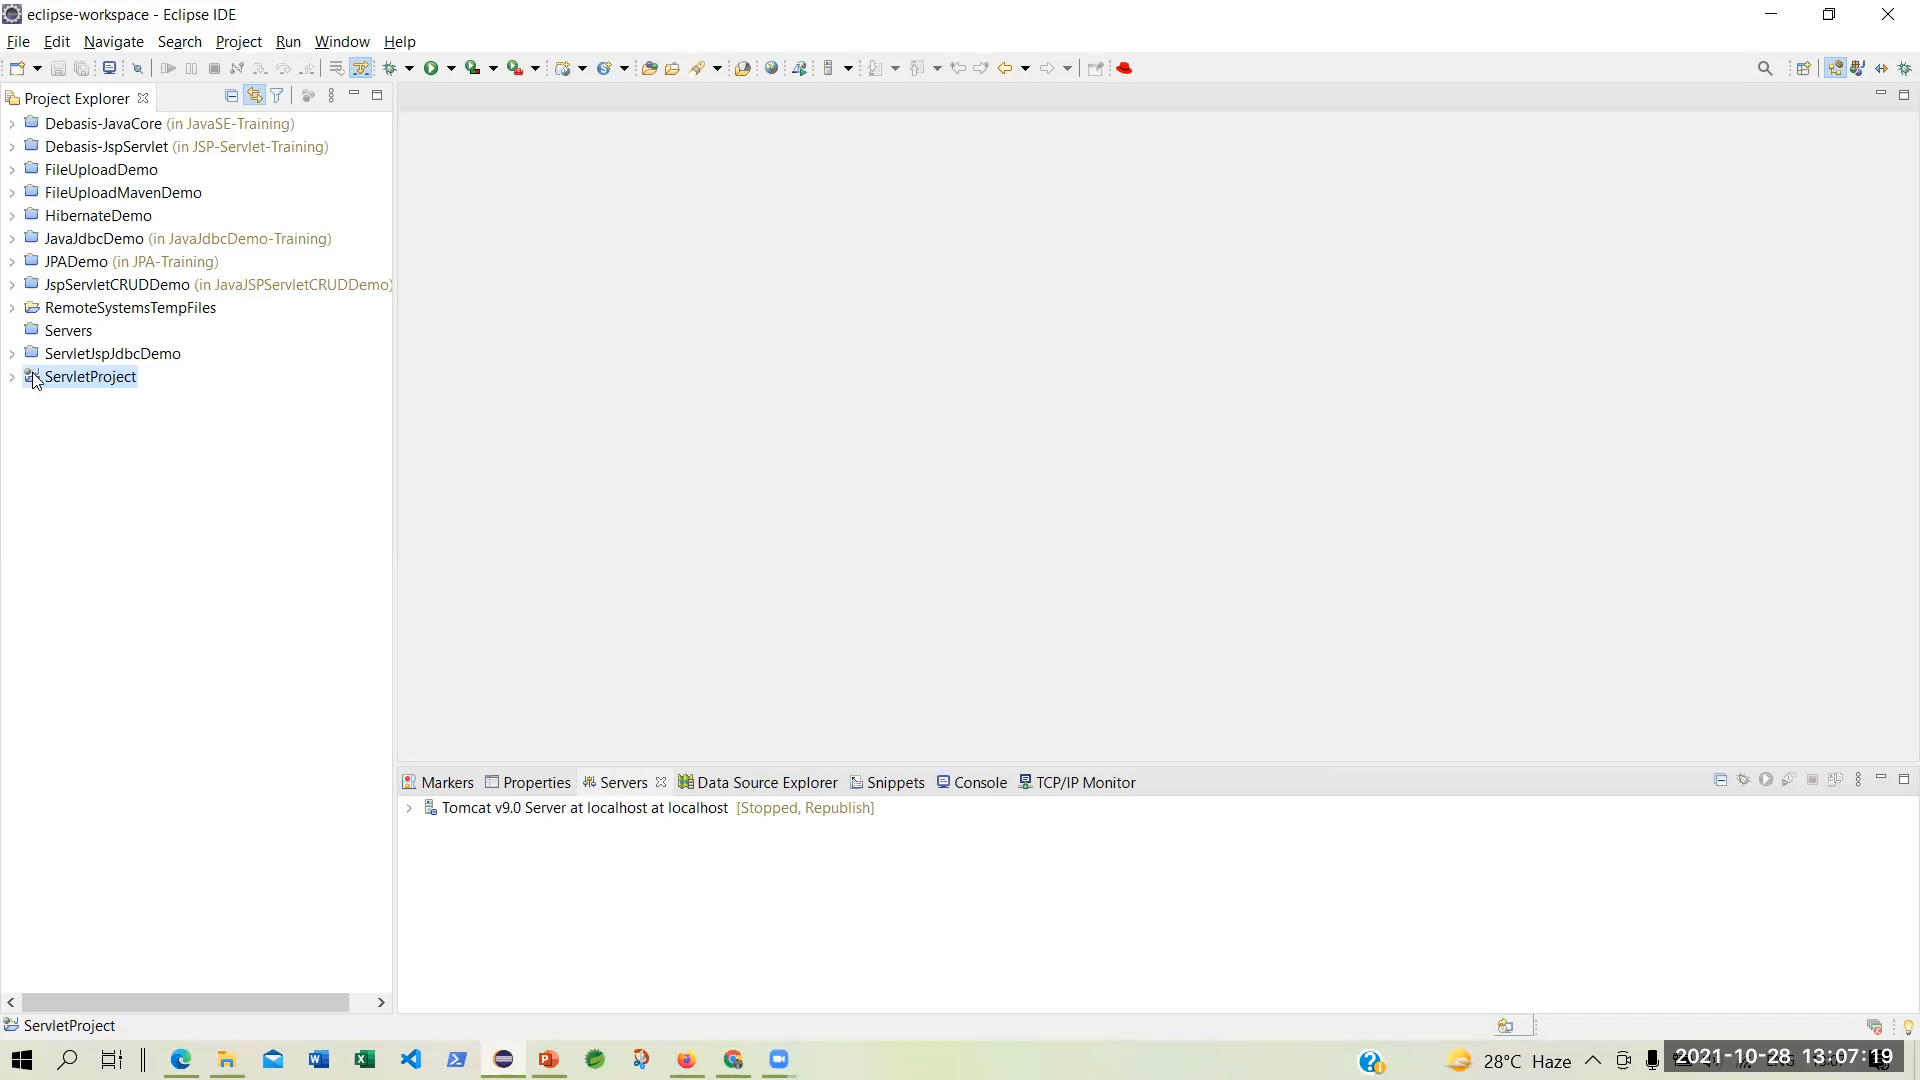 eclipse-workspace - Eclipse IDE
File Edit Navigate Search Project Run Window Help
Project Explorer
Debasis-JavaCore (in JavaSE-Training)
Debasis-JspServlet (in JSP-Servlet-Training)
FileUploadDemo
FileUploadMavenDemo
HibernateDemo
JavaJdbcDemo (in JavaJdbcDemo-Training)
JPADemo (in JPA-Training)
JspServletCRUDDemo (in JavaJSPServletCRUDDemo)
RemoteSystemsTempFiles
Servers
ServletJspJdbcDemo
ServletProject
Markers Properties Servers Data Source Explorer Snippets Console TCP/IP Monitor
Tomcat v9.0 Server at localhost at localhost [Stopped, Republish]
ServletProject
28°C Haze 2021-10-28 13:07:19